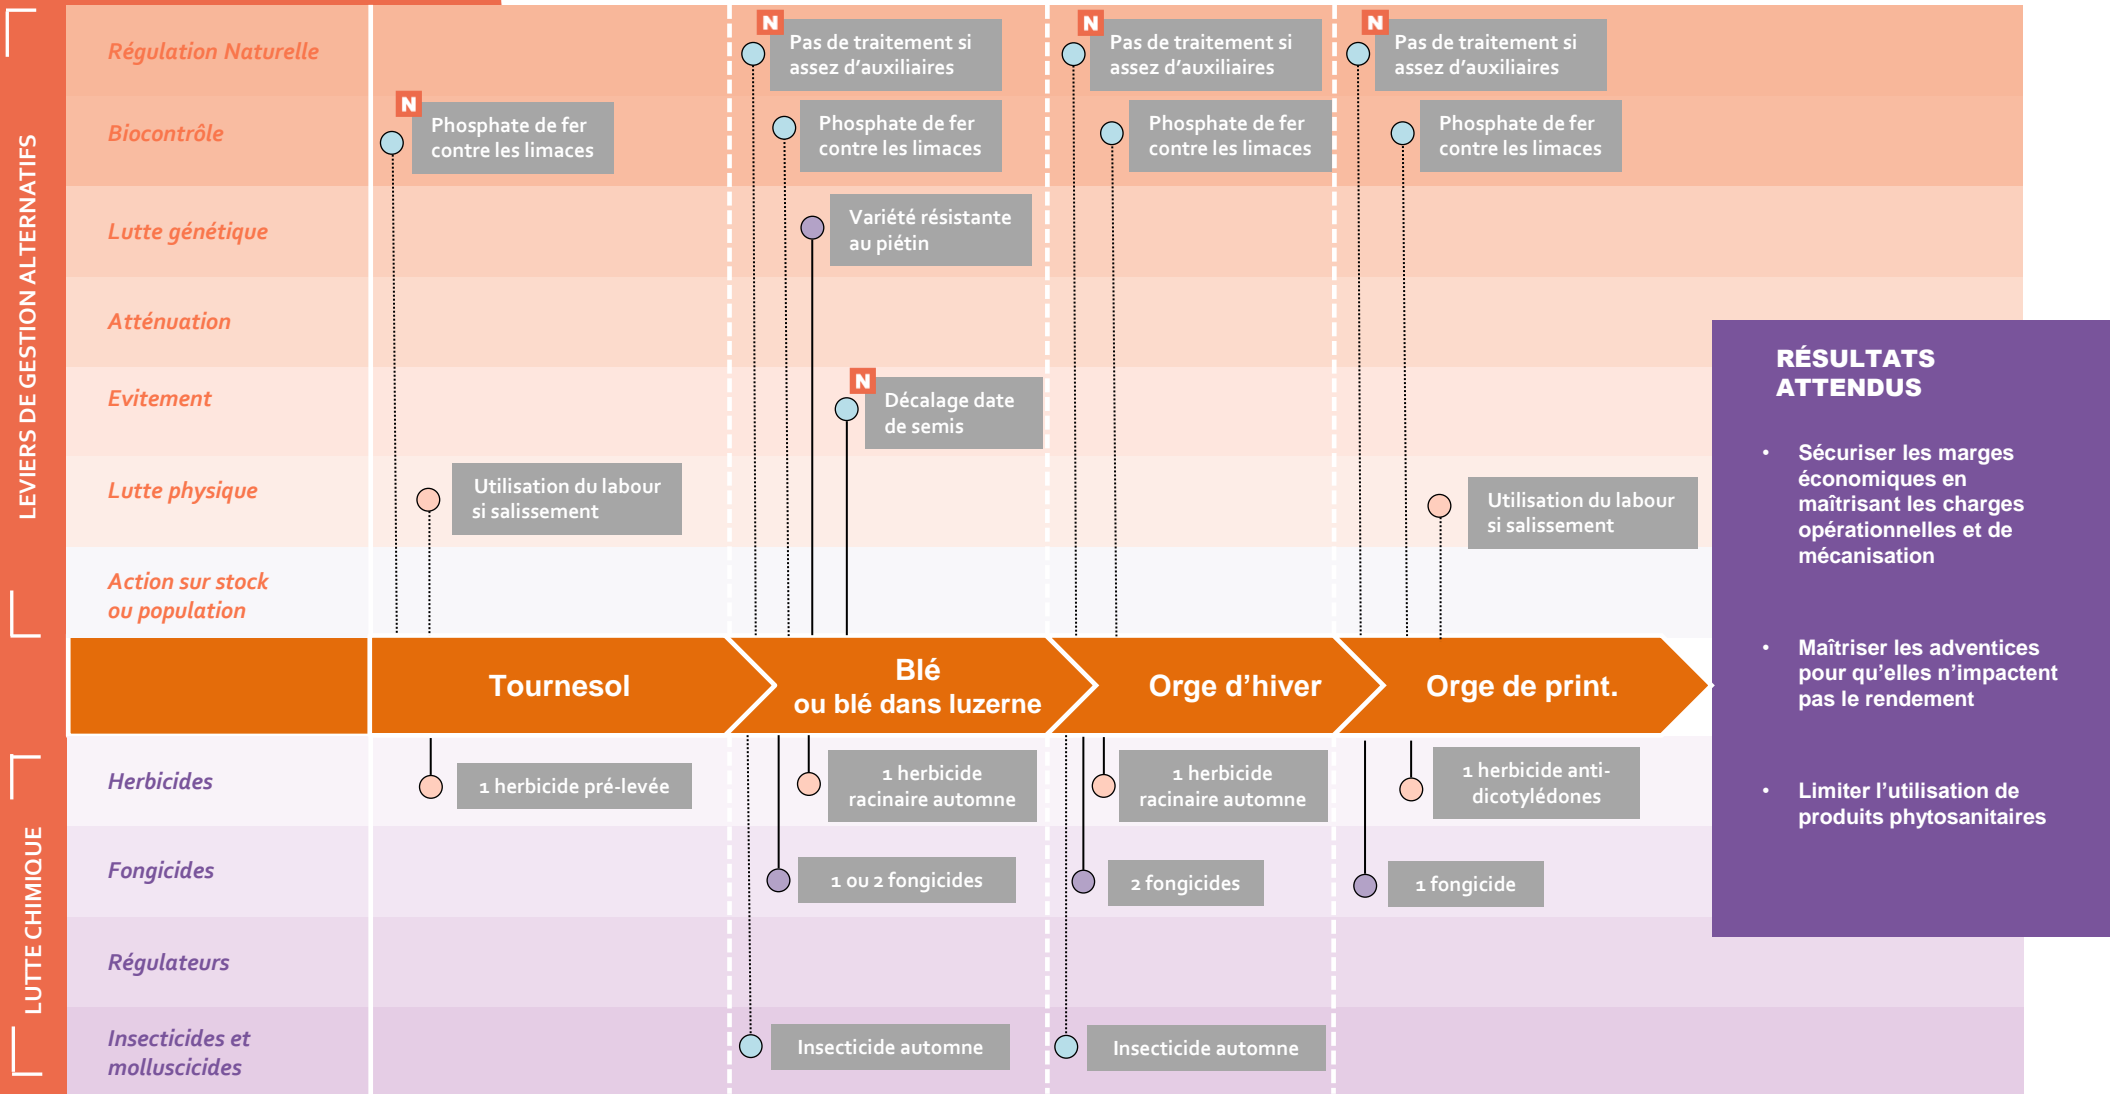 LEVIERS DE GESTION ALTERNATIFS
Régulation Naturelle
N
Pas de traitement si
assez d'auxiliaires
N
Pas de traitement si
assez d'auxiliaires
N
Pas de traitement si
assez d'auxiliaires
Biocontrôle
N
Phosphate de fer
contre les limaces
Phosphate de fer
contre les limaces
Phosphate de fer
contre les limaces
Phosphate de fer
contre les limaces
Lutte génétique
Variété résistante
au piétin
Atténuation
Evitement
N
Décalage date
de semis
Lutte physique
Utilisation du labour
si salissement
Utilisation du labour
si salissement
Action sur stock
ou population
Tournesol
Blé
ou blé dans luzerne
Orge d'hiver
Orge de print.
LUTTE CHIMIQUE
Herbicides
1 herbicide pré-levée
1 herbicide
racinaire automne
1 herbicide
racinaire automne
1 herbicide anti-
dicotylédones
Fongicides
1 ou 2 fongicides
2 fongicides
1 fongicide
Régulateurs
Insecticides et
molluscicides
Insecticide automne
Insecticide automne
RÉSULTATS
ATTENDUS
• Sécuriser les marges
économiques en
maîtrisant les charges
opérationnelles et de
mécanisation
• Maîtriser les adventices
pour qu'elles n'impactent
pas le rendement
• Limiter l'utilisation de
produits phytosanitaires